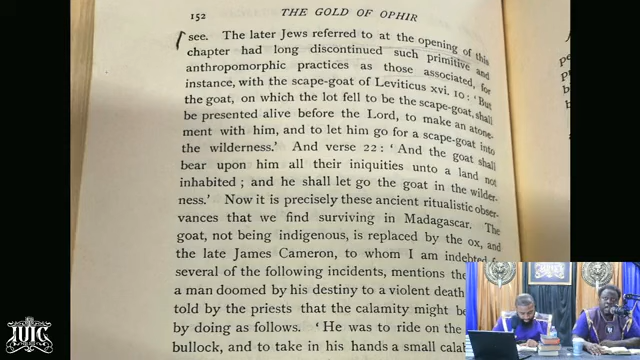 152 THE GOLD OF OPHIR
see. The later Jews referred to at the opening of this
chapter had long discontinued such primitive and
anthropomorphic practices as those associated, for
instance, with the scape-goat of Leviticus xvi. 10: 'But
the goat, on which the lot fell to be the scape-goat, shall
be presented alive before the Lord, to make an atone-
ment with him, and to let him go for a scape-goat into
the wilderness.' And verse 22: 'And the goat shall
bear upon him all their iniquities unto a land not
inhabited; and he shall let go the goat in the wilder-
ness.' Now it is precisely these ancient ritualistic obser-
vances that we find surviving in Madagascar. The
goat, not being indigenous, is replaced by the ox, and
the late James Cameron, to whom I am indebted
several of the following incidents, mentions the
a man doomed by his destiny to a violent death
told by the priests that the calamity might be
by doing as follows. 'He was to ride on the
bullock, and to take in his hands a small
IUIC